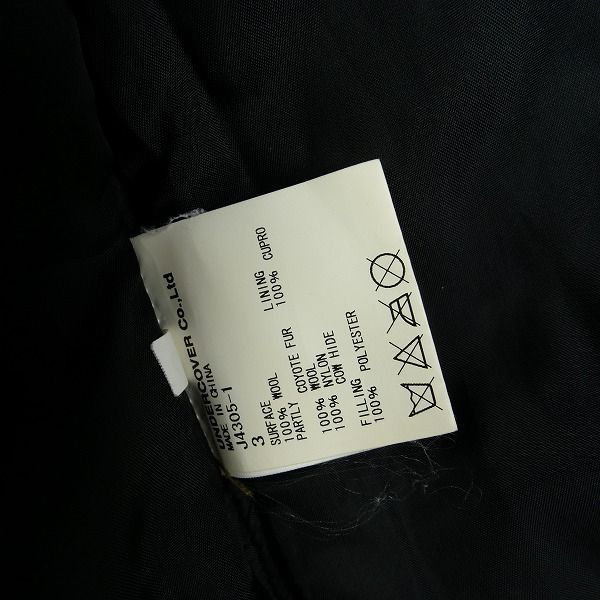 UNDERCOVER Co.,Ltd
MADE IN CHINA
J4305-1
3
SURFACE WOOL
100% WOOL
PARTLY COYOTE FUR
100% NYLON
100% COW HIDE
FILLING POLYESTER
100%
LINING CUPRO
100%